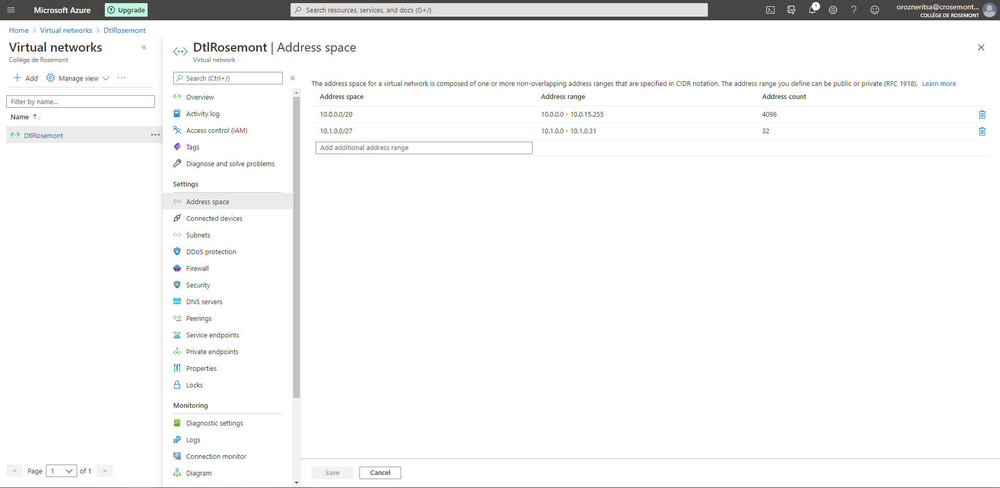 Microsoft Azure
Upgrade
Search resources, services, and docs (G+/)
1
orozneritsa@crosemont...
COLLÈGE DE ROSEMONT
Home > Virtual networks > DtlRosemont
Virtual networks
Collège de Rosemont
Add
Manage view
Filter by name...
Name
DtlRosemont
< Page 1 of 1 >
DtlRosemont | Address space
Virtual network
Search (Ctrl+/)
Overview
Activity log
Access control (IAM)
Tags
Diagnose and solve problems
Settings
Address space
Connected devices
Subnets
DDoS protection
Firewall
Security
DNS servers
Peerings
Service endpoints
Private endpoints
Properties
Locks
Monitoring
Diagnostic settings
Logs
Connection monitor
Diagram
The address space for a virtual network is composed of one or more non-overlapping address ranges that are specified in CIDR notation. The address range you define can be public or private (RFC 1918). Learn more
Address space Address range Address count
10.0.0.0/20 10.0.0.0 - 10.0.15.255 4096
10.1.0.0/27 10.1.0.0 - 10.1.0.31 32
Add additional address range
Save Cancel